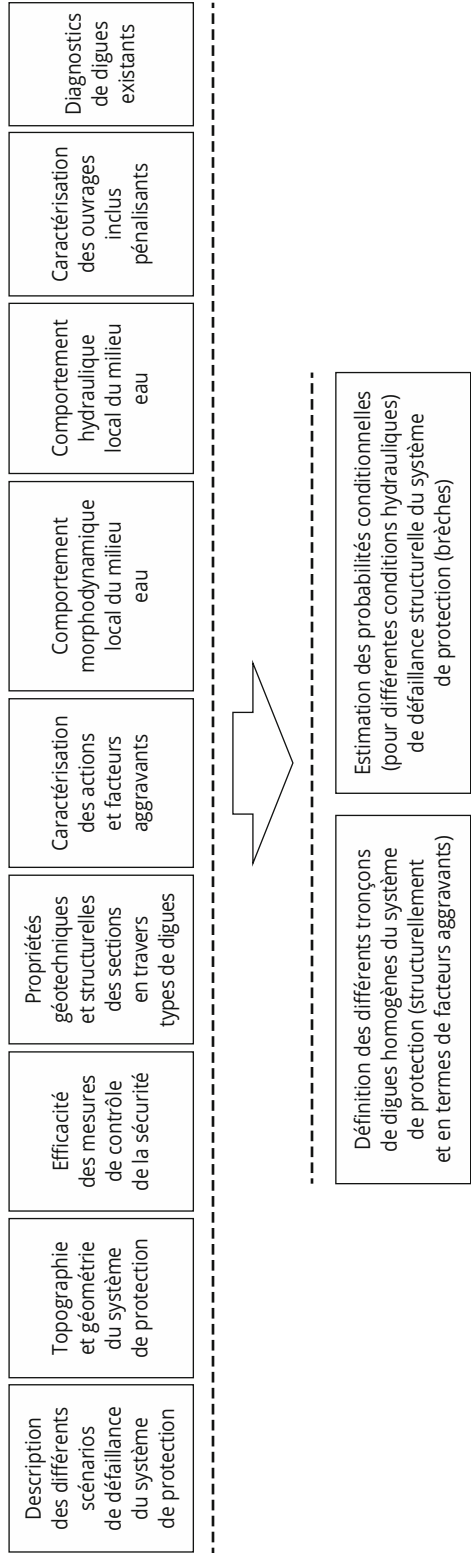 Description
des différents
scénarios
de défaillance
du système
de protection
Topographie
et géométrie
du système
de protection
Efficacité
des mesures
de contrôle
de la sécurité
Propriétés
géotechniques
et structurelles
des sections
en travers
types de digues
Caractérisation
des actions
et facteurs
aggravants
Comportement
morphodynamique
local du milieu
eau
Comportement
hydraulique
local du milieu
eau
Caractérisation
des ouvrages
inclus
pénalisants
Diagnostics
de digues
existants
Définition des différents tronçons
de digues homogènes du système
de protection (structurellement
et en termes de facteurs aggravants)
Estimation des probabilités conditionnelles
(pour différentes conditions hydrauliques)
de défaillance structurelle du système
de protection (brèches)